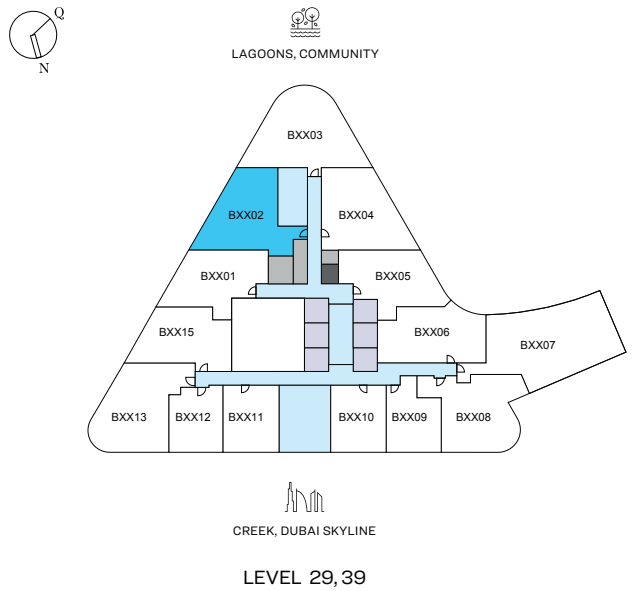 Q
N
LAGOONS, COMMUNITY
BXX03
BXX02
BXX04
BXX01
BXX05
BXX15
BXX06
BXX07
BXX13
BXX12
BXX11
BXX10
BXX09
BXX08
CREEK, DUBAI SKYLINE
LEVEL 29,39